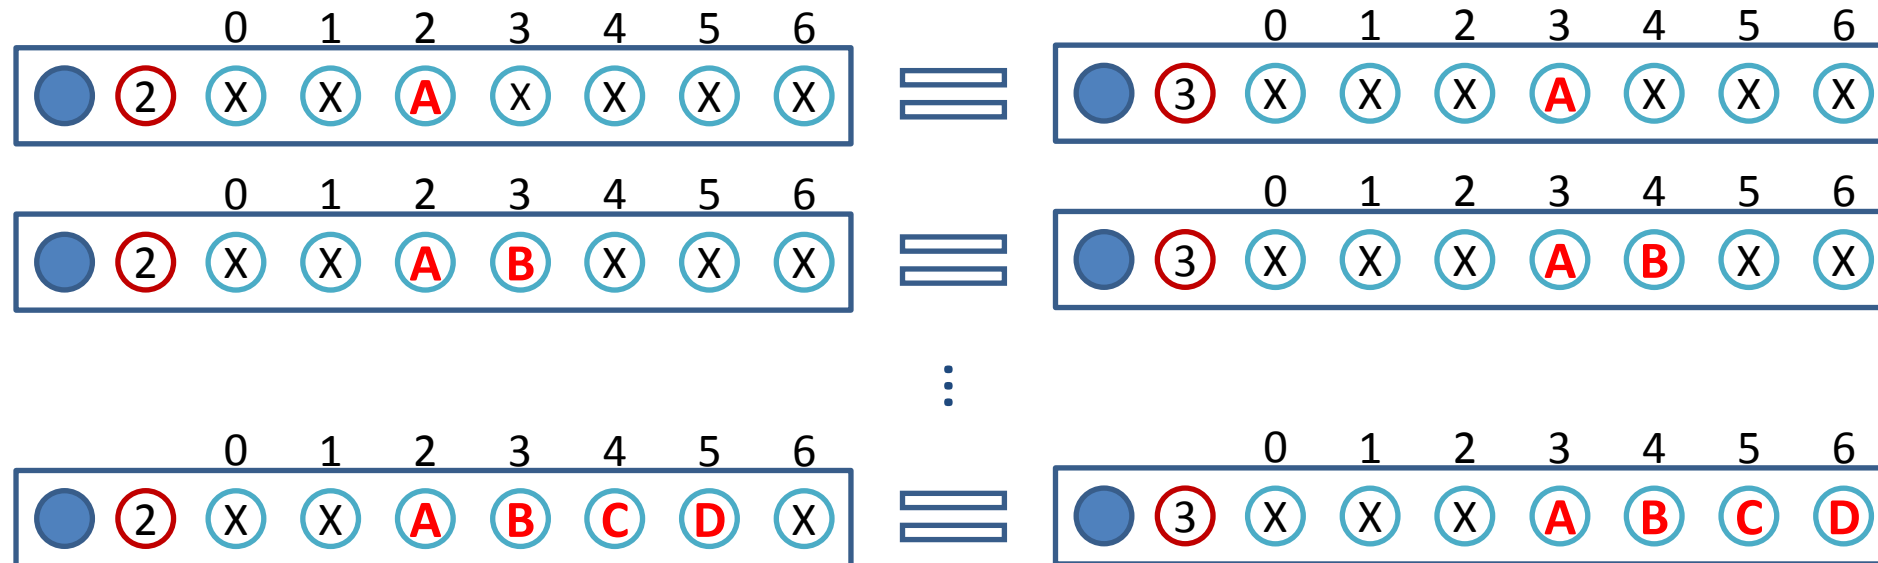 0 1 2 3 4 5 6 0 1 2 3 4 5 6
2 X X A X X X X 3 X X X A X X X
0 1 2 3 4 5 6 0 1 2 3 4 5 6
2 X X A B X X X 3 X X X A B X X
0 1 2 3 4 5 6 0 1 2 3 4 5 6
2 X X A B C D X 3 X X X A B C D